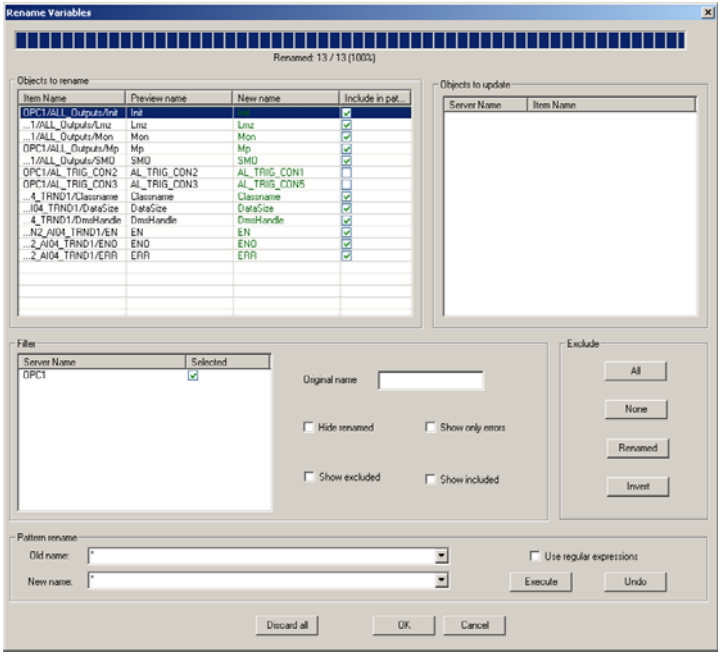 Rename Variables
Renamed: 13 / 13 (100%)
Objects to rename
Item Name Preview name New name Include in pat...
OPC1/ALL_Outputs/Init Init Init
...1/ALL_Outputs/Lmz Lmz Lmz
...1/ALL_Outputs/Mon Mon Mon
OPC1/ALL_Outputs/Mp Mp Mp
...1/ALL_Outputs/SMO SMO SMO
OPC1/AL_TRIG_CON2 AL_TRIG_CON2 AL_TRIG_CON1
OPC1/AL_TRIG_CON3 AL_TRIG_CON3 AL_TRIG_CON5
...4_TRND1/Classname Classname Classname
...I04_TRND1/DataSize DataSize DataSize
...4_TRND1/DmsHandle DmsHandle DmsHandle
...N2_AI04_TRND1/EN EN EN
...2_AI04_TRND1/ENO ENO ENO
...2_AI04_TRND1/ERR ERR ERR
Objects to update
Server Name Item Name
Filter
Server Name Selected
OPC1
Original name
Hide renamed Show only errors
Show excluded Show included
Exclude
All
None
Renamed
Invert
Pattern rename
Old name: *
Use regular expressions
New name: *
Execute Undo
Discard all OK Cancel